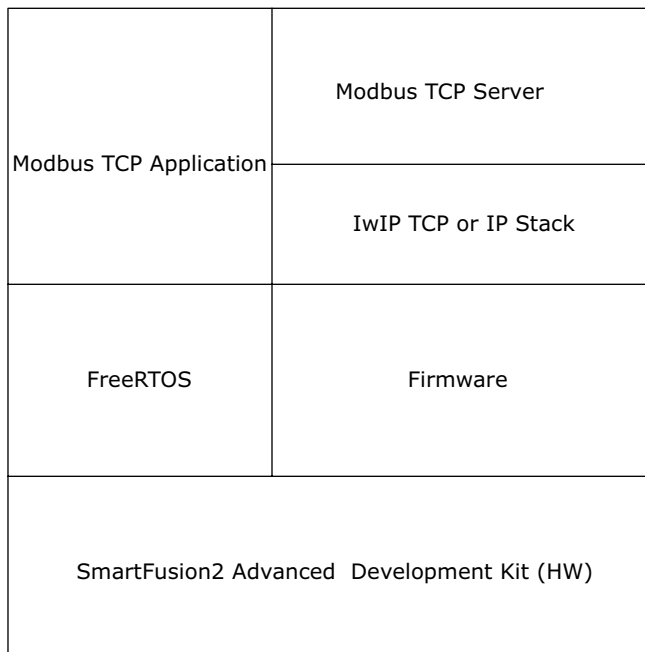 Modbus TCP Server
Modbus TCP Application
IwIP TCP or IP Stack
FreeRTOS
Firmware
SmartFusion2 Advanced  Development Kit (HW)